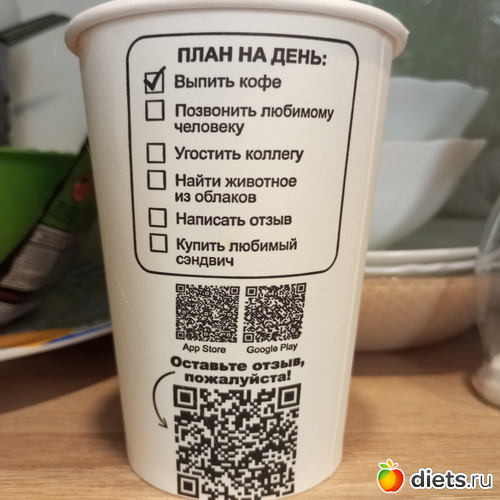 ПЛАН НА ДЕНЬ:
Выпить кофе
Позвонить любимому
человеку
Угостить коллегу
Найти животное
из облаков
Написать отзыв
Купить любимый
сэндвич
App Store
Google Play
Оставьте отзыв,
пожалуйста!
diets.ru